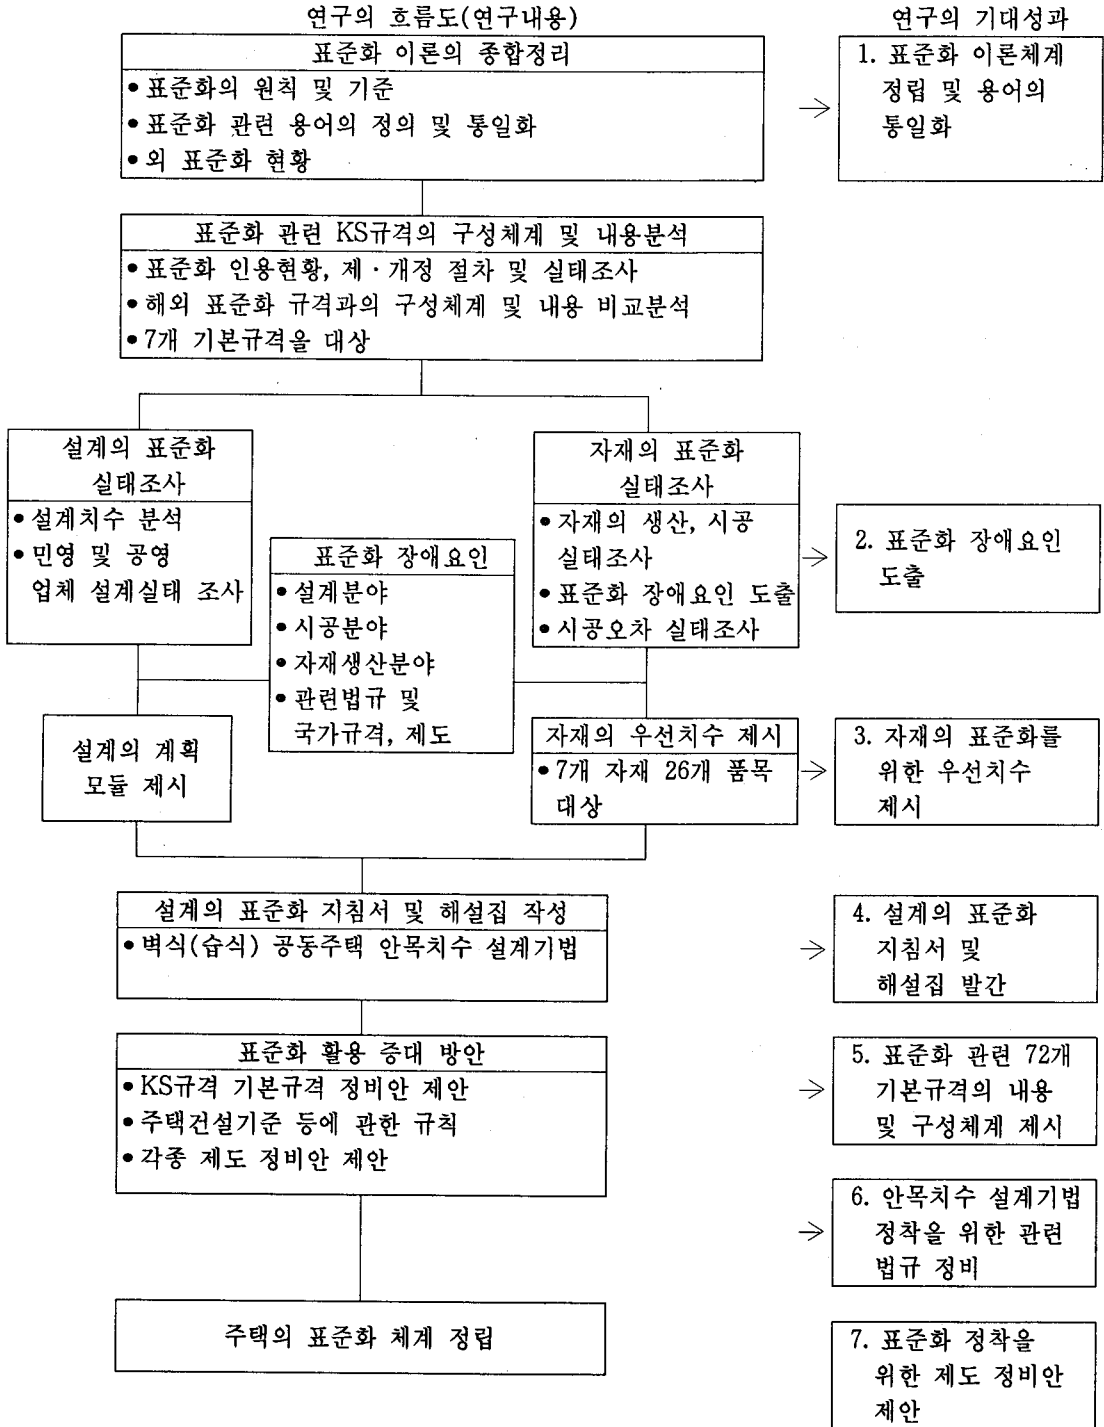 연구의 흐름도(연구내용)
연구의 기대성과
표준화 이론의 종합정리
• 표준화의 원칙 및 기준
• 표준화 관련 용어의 정의 및 통일화
• 외 표준화 현황
1. 표준화 이론체계
정립 및 용어의
통일화
표준화 관련 KS규격의 구성체계 및 내용분석
• 표준화 인용현황, 제·개정 절차 및 실태조사
• 해외 표준화 규격과의 구성체계 및 내용 비교분석
• 7개 기본규격을 대상
설계의 표준화
실태조사
• 설계치수 분석
• 민영 및 공영
업체 설계실태 조사
표준화 장애요인
• 설계분야
• 시공분야
• 자재생산분야
• 관련법규 및
국가규격, 제도
자재의 표준화
실태조사
• 자재의 생산, 시공
실태조사
• 표준화 장애요인 도출
• 시공오차 실태조사
2. 표준화 장애요인
도출
설계의 계획
모듈 제시
자재의 우선치수 제시
• 7개 자재 26개 품목
대상
3. 자재의 표준화를
위한 우선치수
제시
설계의 표준화 지침서 및 해설집 작성
• 벽식(습식) 공동주택 안목치수 설계기법
4. 설계의 표준화
지침서 및
해설집 발간
표준화 활용 증대 방안
• KS규격 기본규격 정비안 제안
• 주택건설기준 등에 관한 규칙
• 각종 제도 정비안 제안
5. 표준화 관련 72개
기본규격의 내용
및 구성체계 제시
6. 안목치수 설계기법
정착을 위한 관련
법규 정비
주택의 표준화 체계 정립
7. 표준화 정착을
위한 제도 정비안
제안